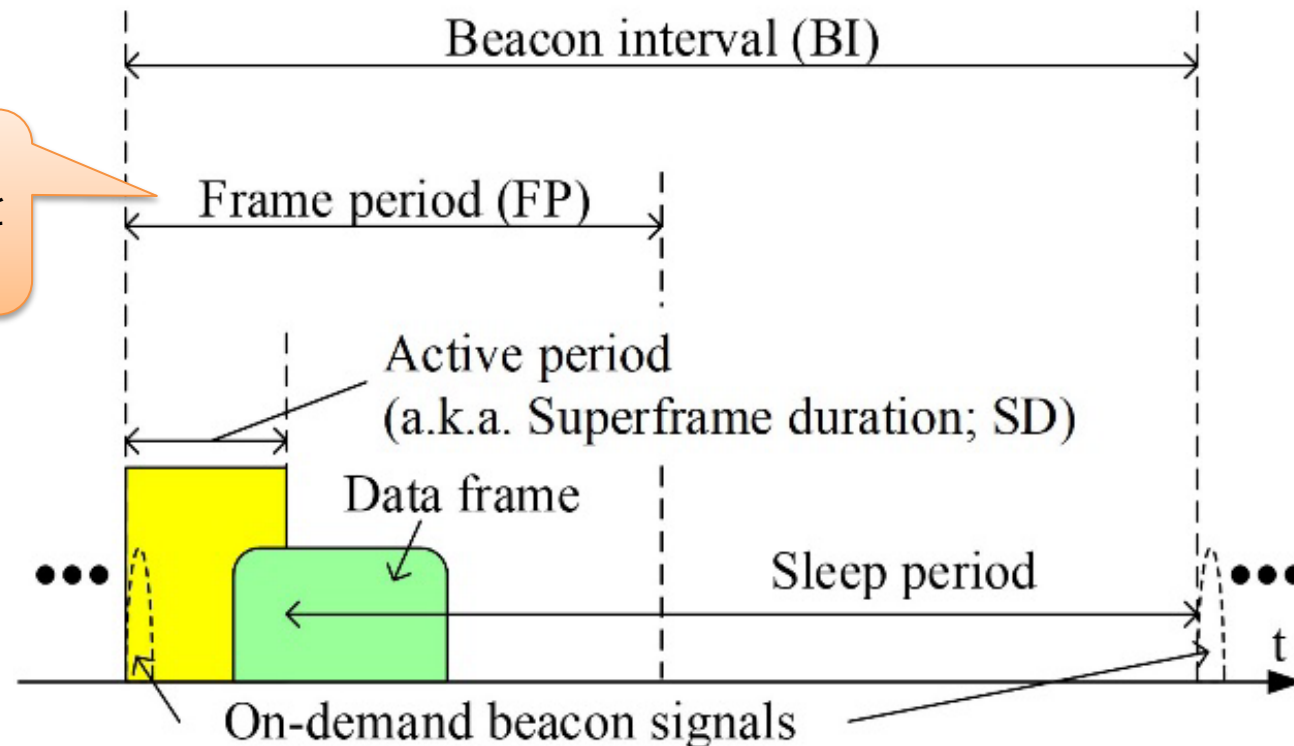 Beacon interval (BI)
Frame period (FP)
Active period
(a.k.a. Superframe duration; SD)
Data frame
Sleep period
t
On-demand beacon signals